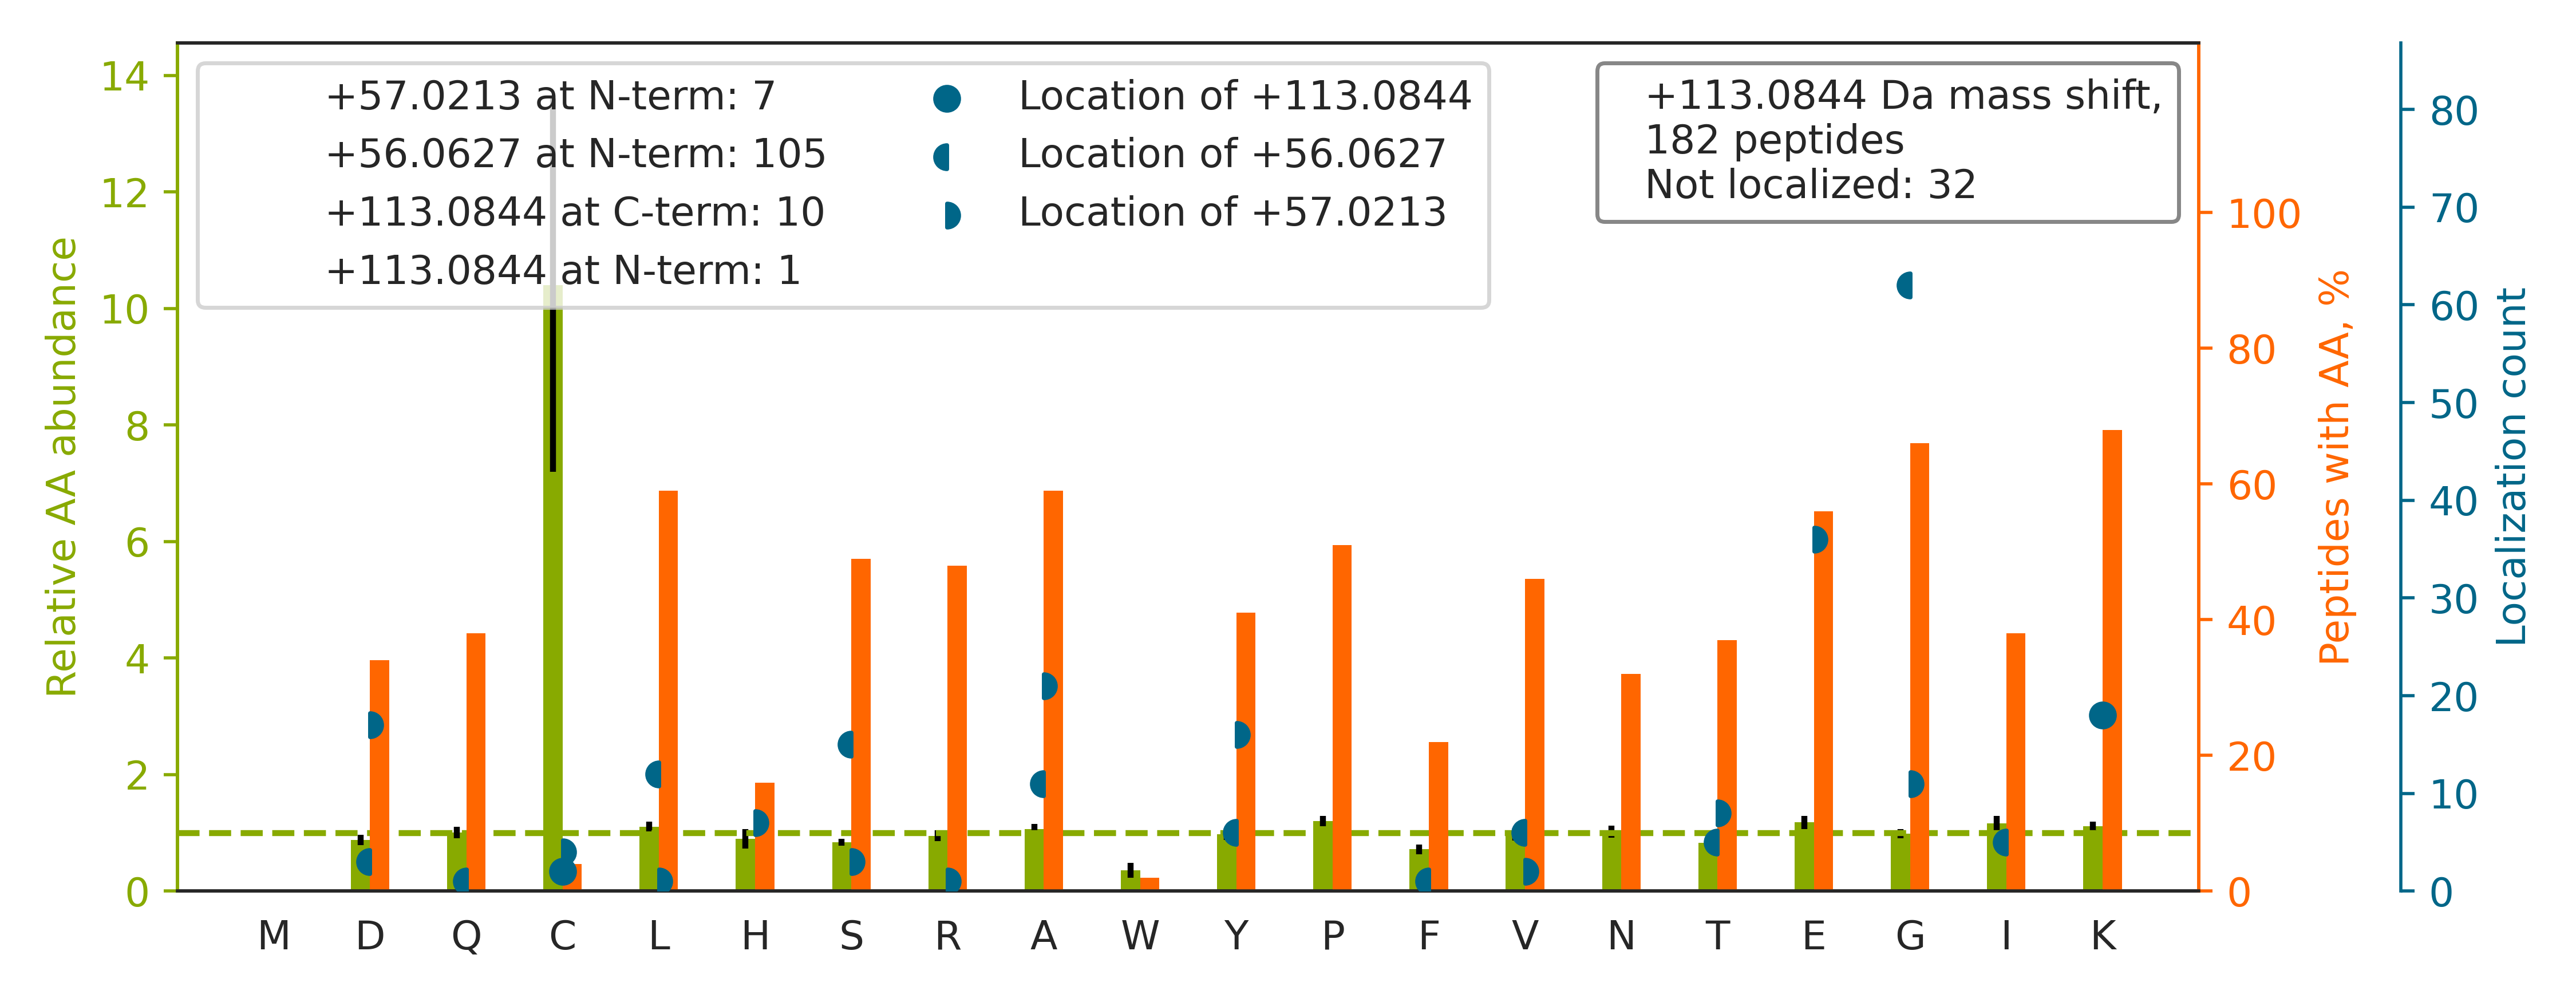 +57.0213 at N-term: 7
+56.0627 at N-term: 105
+113.0844 at C-term: 10
+113.0844 at N-term: 1
Location of +113.0844
Location of +56.0627
Location of +57.0213
+113.0844 Da mass shift,
182 peptides
Not localized: 32
Relative AA abundance
14
12
10
8
6
4
2
0
M D Q C L H S R A W Y P F V N T E G I K
100
80
60
40
20
0
Peptides with AA, %
80
70
60
50
40
30
20
10
0
Localization count